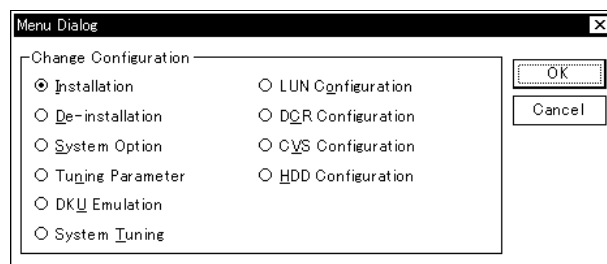 Menu Dialog
Change Configuration
Installation
De-installation
System Option
Tuning Parameter
DKU Emulation
System Tuning
LUN Configuration
DCR Configuration
CVS Configuration
HDD Configuration
OK
Cancel